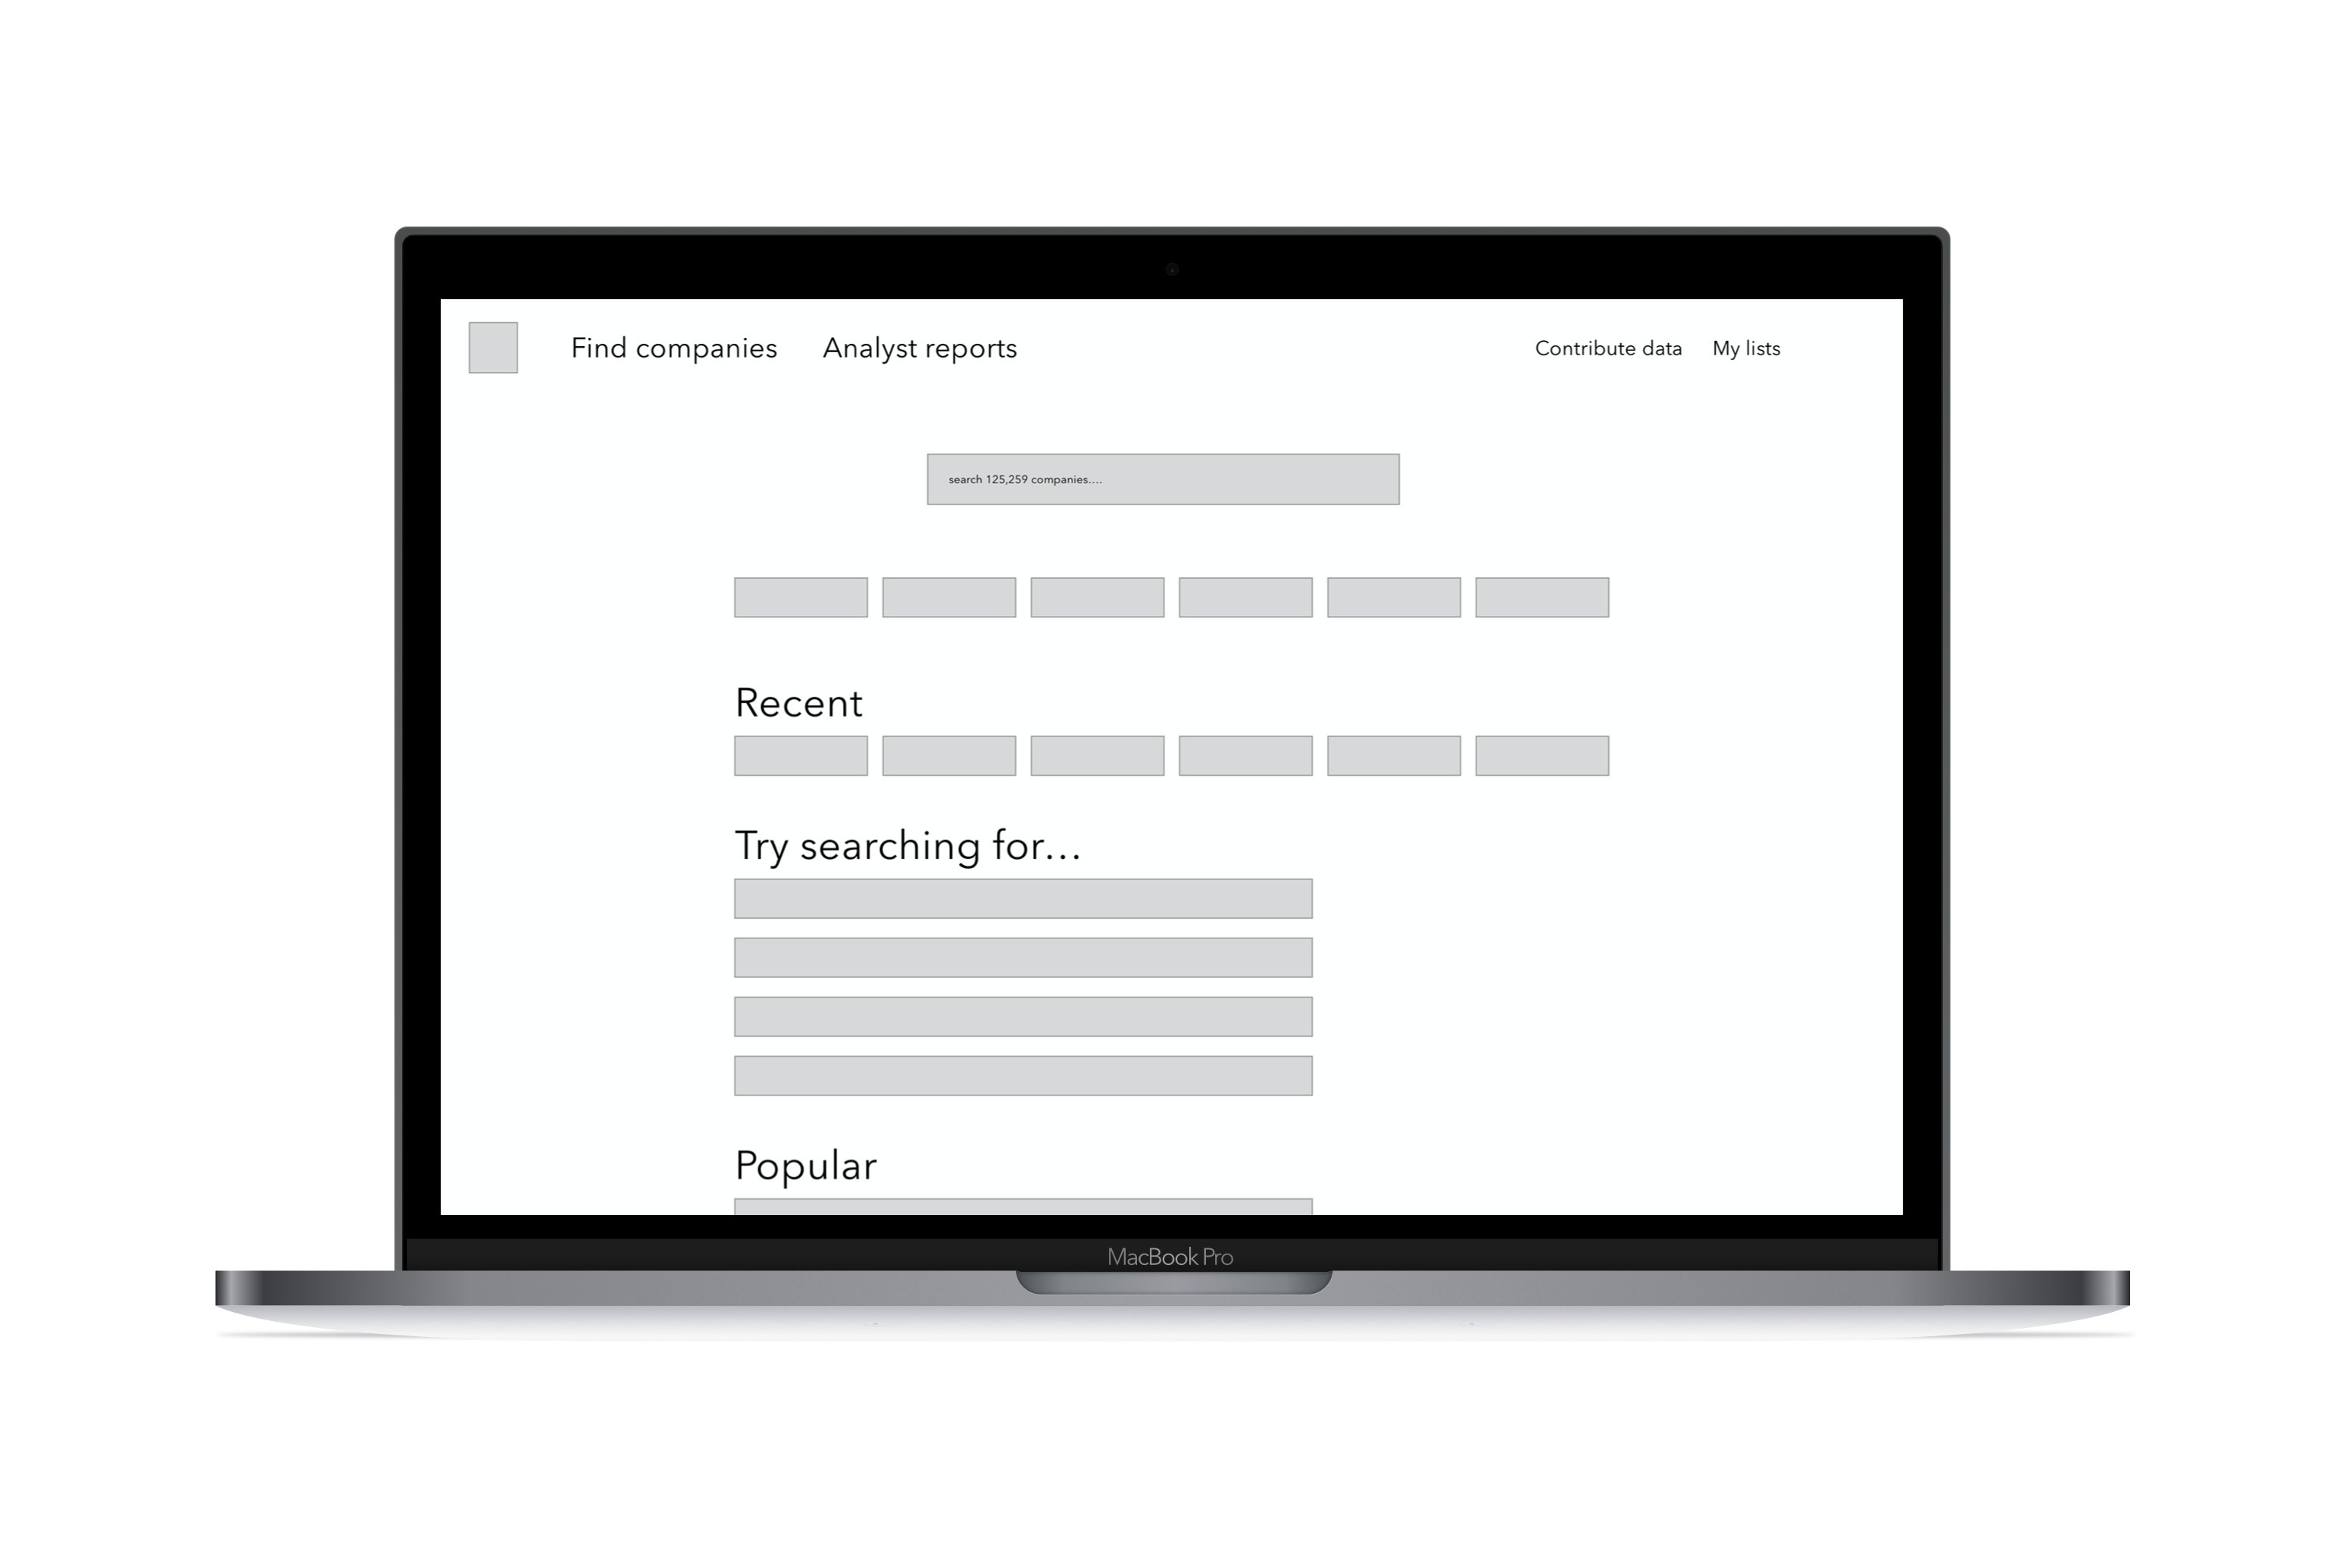 Find companies Analyst reports Contribute data My lists
search 125,259 companies....
Recent
Try searching for...
Popular
MacBook Pro